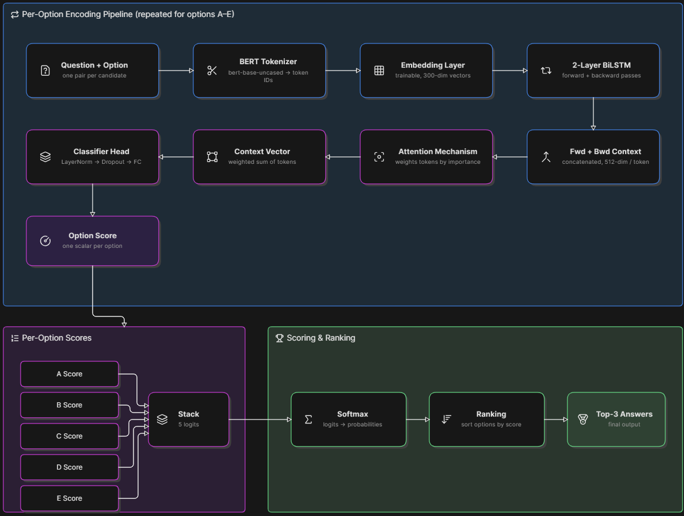 Per-Option Encoding Pipeline (repeated for options A–E)
Question + Option
one pair per candidate
BERT Tokenizer
bert-base-uncased → token
IDs
Embedding Layer
trainable, 300-dim vectors
2-Layer BiLSTM
forward + backward passes
Classifier Head
LayerNorm → Dropout → FC
Context Vector
weighted sum of tokens
Attention Mechanism
weights tokens by importance
Fwd + Bwd Context
concatenated, 512-dim / token
Option Score
one scalar per option
Per-Option Scores
A Score
B Score
C Score
D Score
E Score
Stack
5 logits
Scoring & Ranking
Softmax
logits → probabilities
Ranking
sort options by score
Top-3 Answers
final output